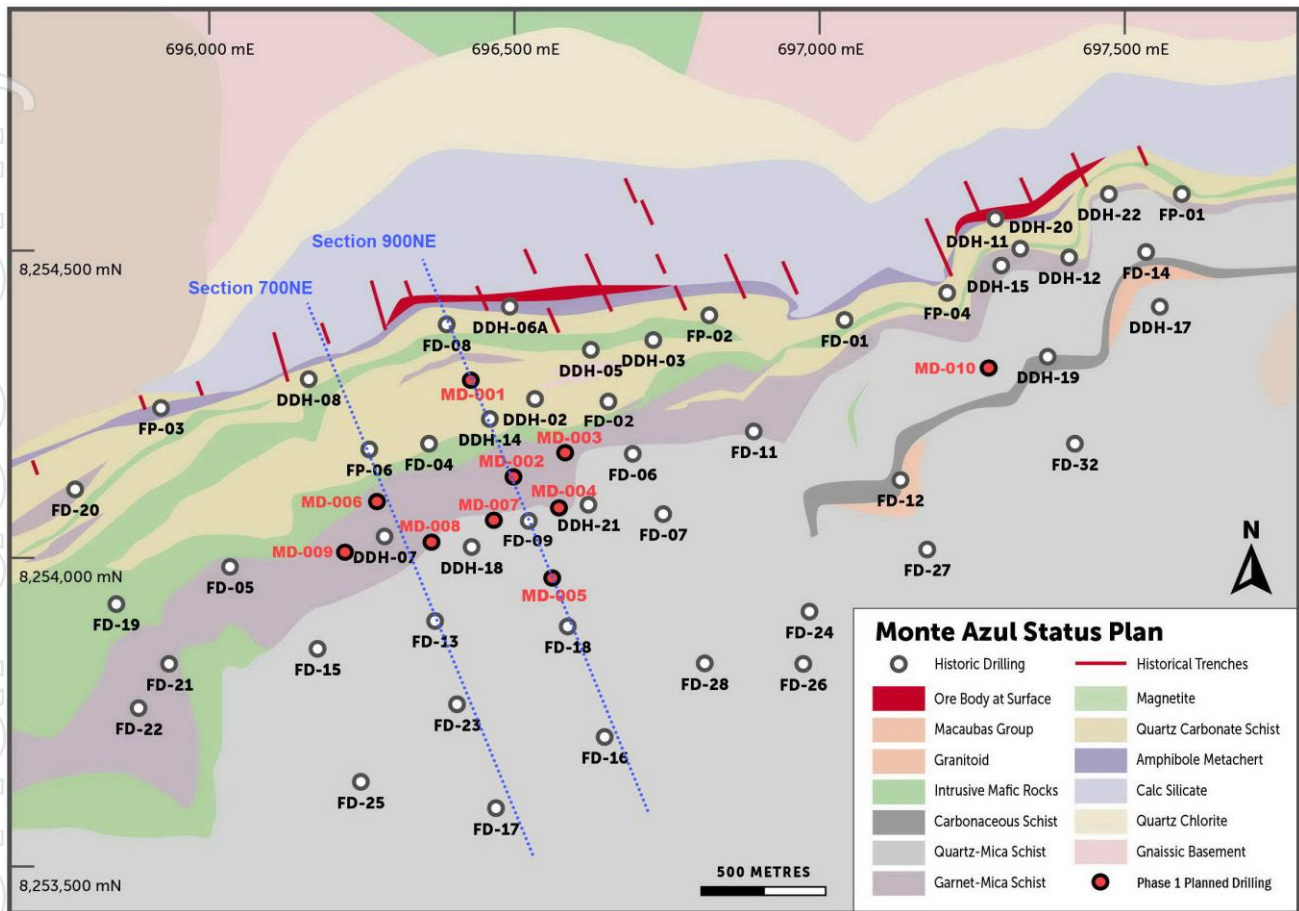 696,000 mE
696,500 mE
697,000 mE
697,500 mE
8,254,500 mN
8,254,000 mN
8,253,500 mN
Section 900NE
Section 700NE
DDH-22
FP-01
DDH-11
DDH-20
DDH-15
DDH-12
FD-14
FP-04
DDH-17
DDH-06A
FD-08
FP-02
FD-01
DDH-03
DDH-05
DDH-19
MD-010
DDH-08
MD-001
FP-03
DDH-02
FD-02
DDH-14
FD-11
FD-32
MD-003
FP-06
FD-04
FD-06
MD-002
FD-12
FD-20
MD-006
MD-004
MD-007
DDH-21
FD-07
MD-008
FD-09
MD-009
DDH-07
DDH-18
FD-27
FD-05
MD-005
FD-19
FD-13
FD-18
FD-24
FD-15
FD-21
FD-28
FD-26
FD-22
FD-23
FD-16
FD-25
FD-17
N
500 METRES
Monte Azul Status Plan
Historic Drilling
Historical Trenches
Ore Body at Surface
Magnetite
Macaubas Group
Quartz Carbonate Schist
Granitoid
Amphibole Metachert
Intrusive Mafic Rocks
Calc Silicate
Carbonaceous Schist
Quartz Chlorite
Quartz-Mica Schist
Gnaissic Basement
Garnet-Mica Schist
Phase 1 Planned Drilling